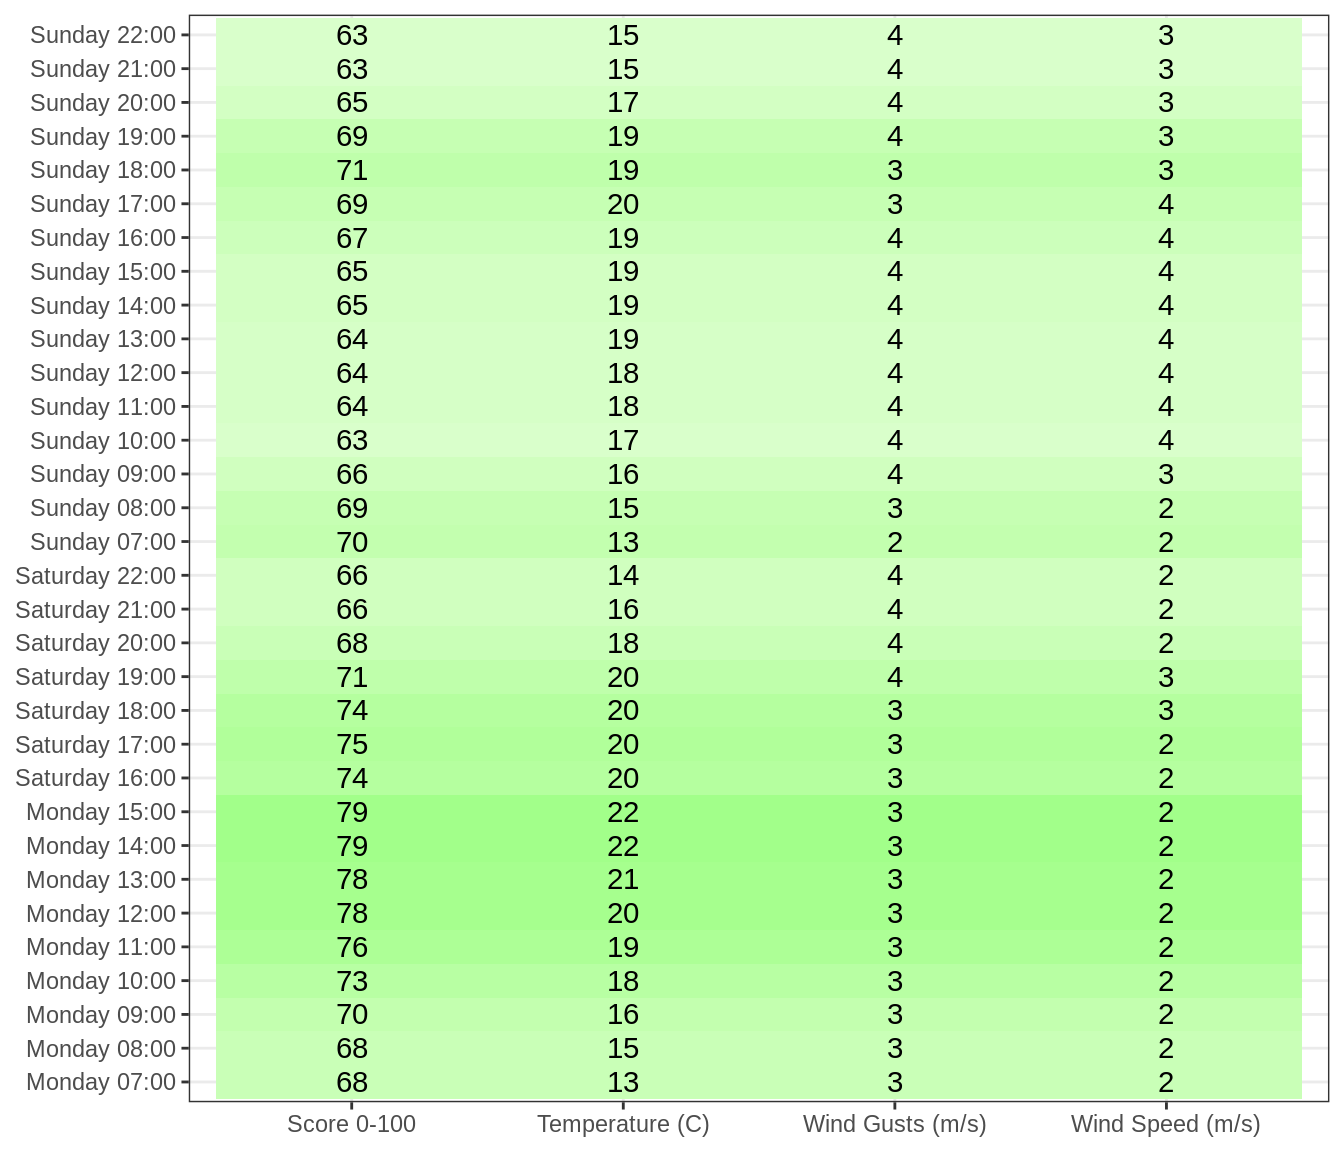 Sunday 22:00 63 15 4 3
Sunday 21:00 63 15 4 3
Sunday 20:00 65 17 4 3
Sunday 19:00 69 19 4 3
Sunday 18:00 71 19 3 3
Sunday 17:00 69 20 3 4
Sunday 16:00 67 19 4 4
Sunday 15:00 65 19 4 4
Sunday 14:00 65 19 4 4
Sunday 13:00 64 19 4 4
Sunday 12:00 64 18 4 4
Sunday 11:00 64 18 4 4
Sunday 10:00 63 17 4 4
Sunday 09:00 66 16 4 3
Sunday 08:00 69 15 3 2
Sunday 07:00 70 13 2 2
Saturday 22:00 66 14 4 2
Saturday 21:00 66 16 4 2
Saturday 20:00 68 18 4 2
Saturday 19:00 71 20 4 3
Saturday 18:00 74 20 3 3
Saturday 17:00 75 20 3 2
Saturday 16:00 74 20 3 2
Monday 15:00 79 22 3 2
Monday 14:00 79 22 3 2
Monday 13:00 78 21 3 2
Monday 12:00 78 20 3 2
Monday 11:00 76 19 3 2
Monday 10:00 73 18 3 2
Monday 09:00 70 16 3 2
Monday 08:00 68 15 3 2
Monday 07:00 68 13 3 2
Score 0-100 Temperature (C) Wind Gusts (m/s) Wind Speed (m/s)